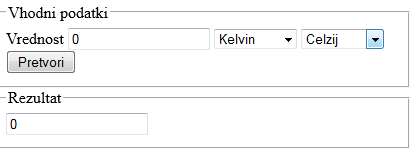 Vhodni podatki
Vrednost 0 Kelvin Celzij
Pretvori
Rezultat
0